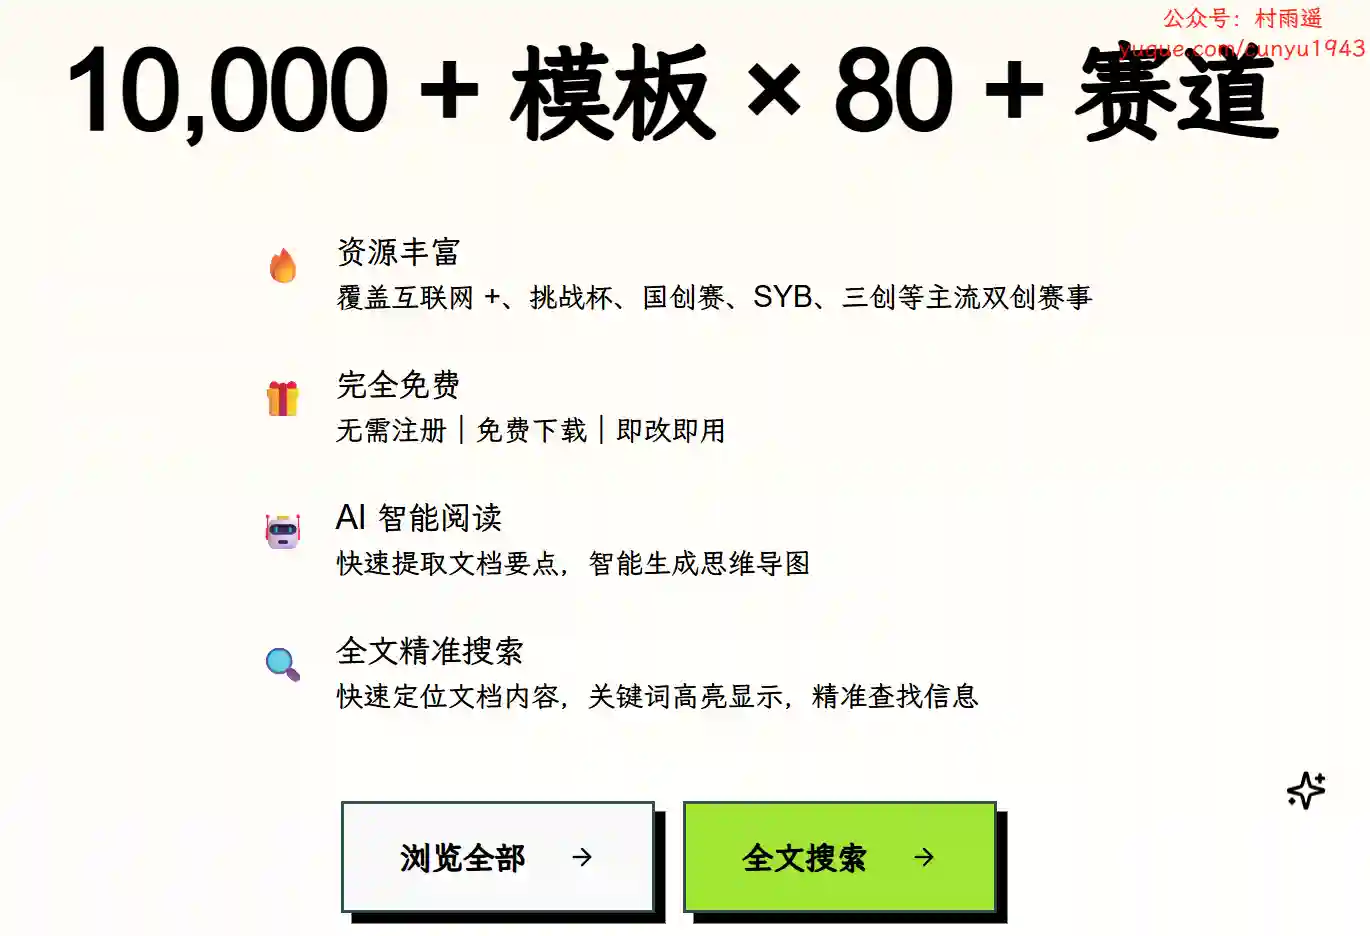 公众号：村雨遥
yuque.com/cunyu1943
10,000 + 模板 × 80 + 赛道
资源丰富
覆盖互联网 +、挑战杯、国创赛、SYB、三创等主流双创赛事
完全免费
无需注册 | 免费下载 | 即改即用
AI 智能阅读
快速提取文档要点，智能生成思维导图
全文精准搜索
快速定位文档内容，关键词高亮显示，精准查找信息
浏览全部 →
全文搜索 →